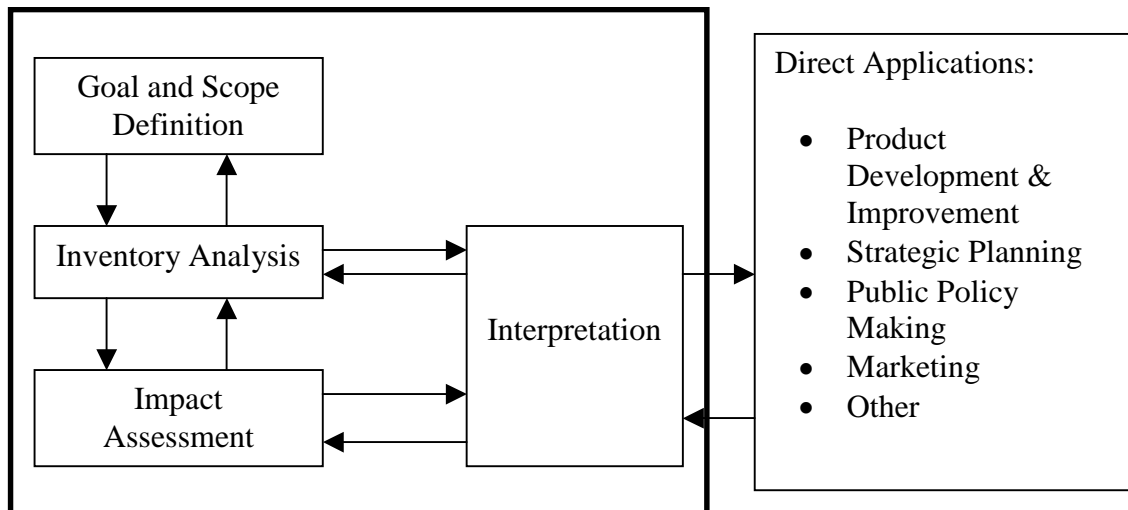 Goal and Scope
Definition
Inventory Analysis
Impact
Assessment
Interpretation
Direct Applications:
• Product
Development &
Improvement
• Strategic Planning
• Public Policy
Making
• Marketing
• Other